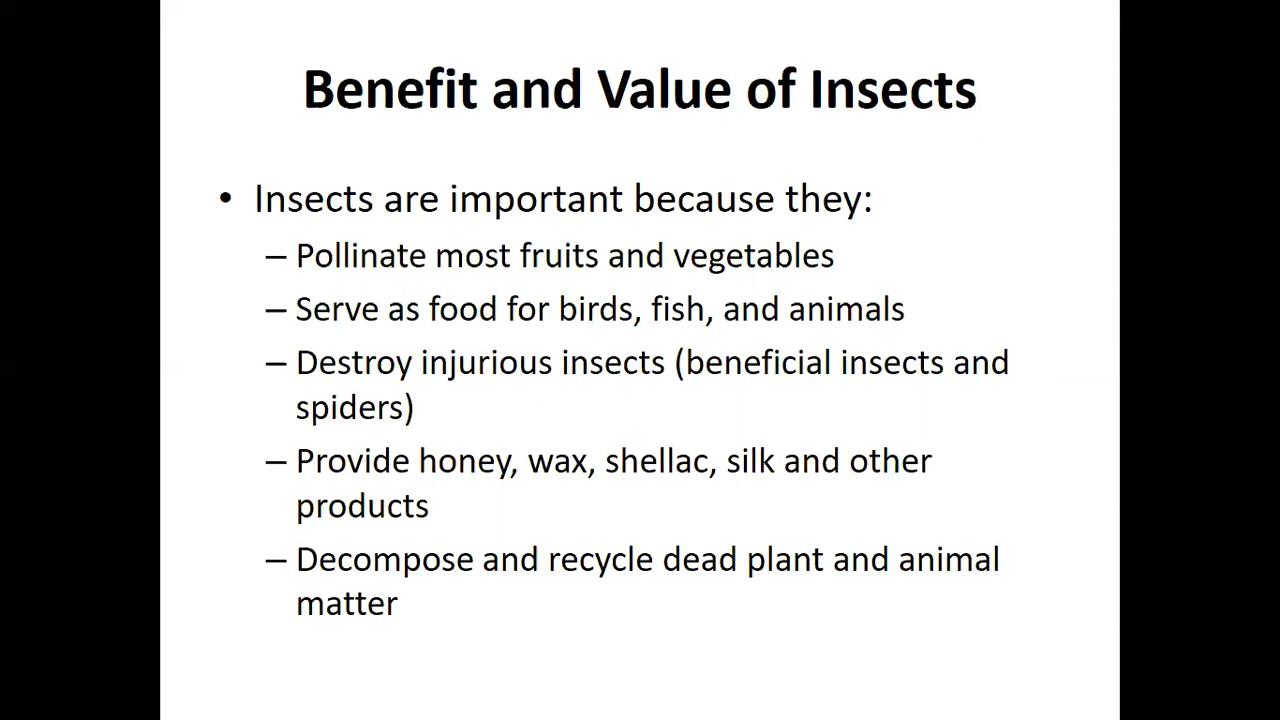 Benefit and Value of Insects
• Insects are important because they:
– Pollinate most fruits and vegetables
– Serve as food for birds, fish, and animals
– Destroy injurious insects (beneficial insects and
spiders)
– Provide honey, wax, shellac, silk and other
products
– Decompose and recycle dead plant and animal
matter